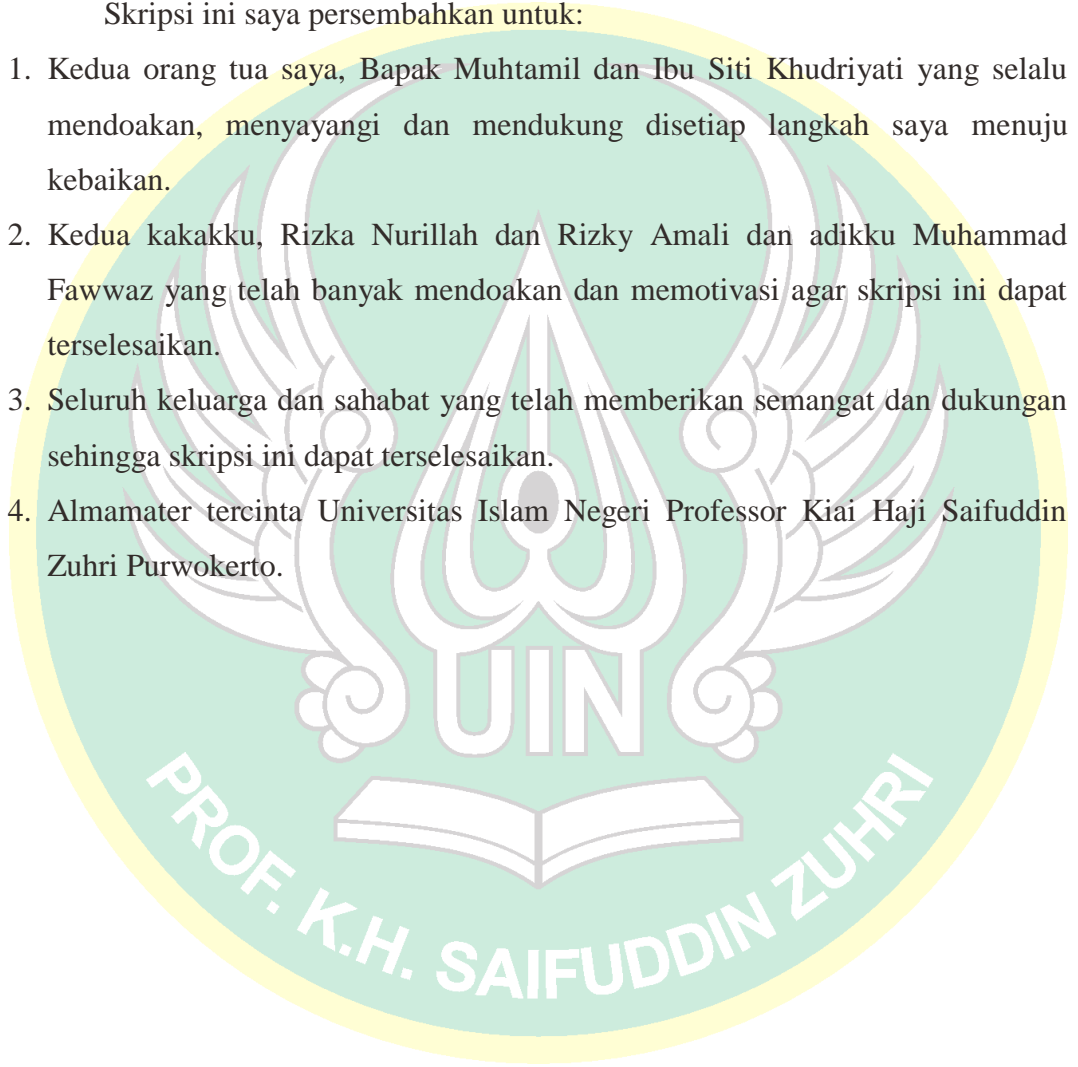 Skripsi ini saya persembahkan untuk:
1. Kedua orang tua saya, Bapak Muhtamil dan Ibu Siti Khudriyati yang selalu
mendoakan, menyayangi dan mendukung disetiap langkah saya menuju
kebaikan.
2. Kedua kakakku, Rizka Nurillah dan Rizky Amali dan adikku Muhammad
Fawwaz yang telah banyak mendoakan dan memotivasi agar skripsi ini dapat
terselesaikan.
3. Seluruh keluarga dan sahabat yang telah memberikan semangat dan dukungan
sehingga skripsi ini dapat terselesaikan.
4. Almamater tercinta Universitas Islam Negeri Professor Kiai Haji Saifuddin
Zuhri Purwokerto.
UIN
PROF. K.H. SAIFUDDIN ZUHRI